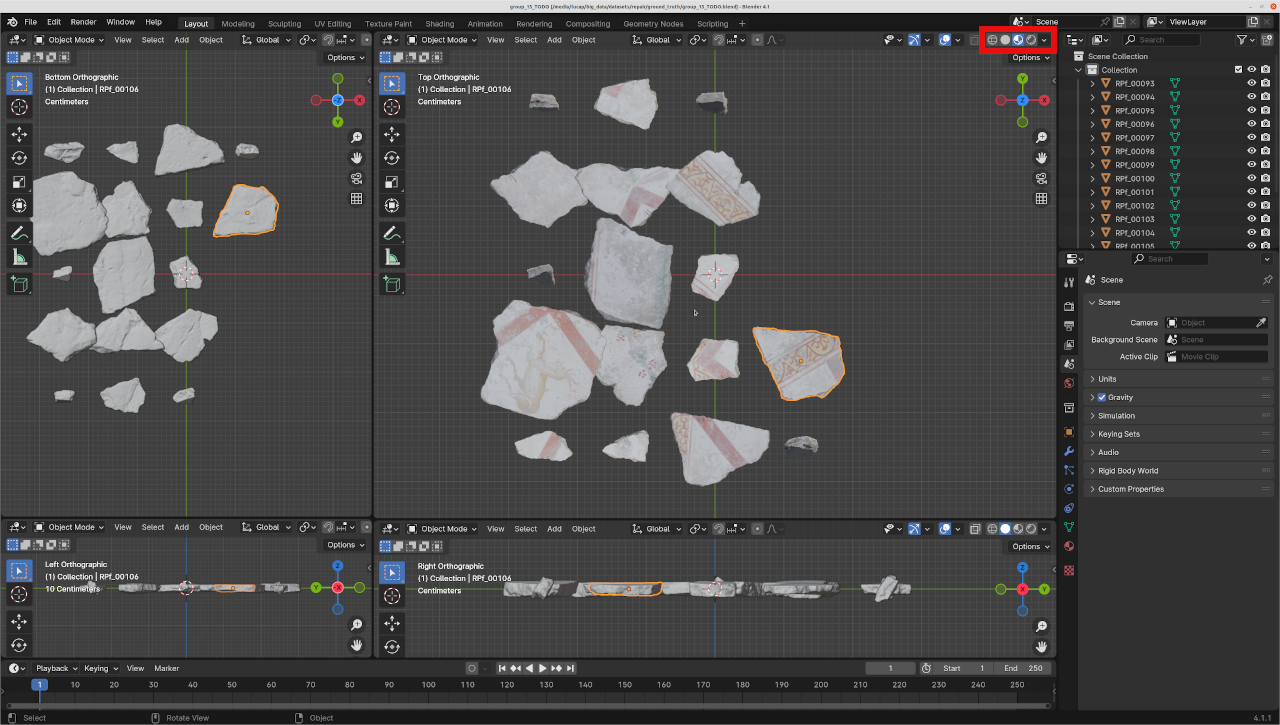 group_15_TODO [/media/lucap/big_data/datasets/repair/ground_truth/group_15_TODO.blend] - Blender 4.1
File Edit Render Window Help Layout Modeling Sculpting UV Editing Texture Paint Shading Animation Rendering Compositing Geometry Nodes Scripting + Scene ViewLayer
Object Mode View Select Add Object Global
Options
Bottom Orthographic
(1) Collection | RPf_00106
Centimeters
Object Mode View Select Add Object Global
Options
Top Orthographic
(1) Collection | RPf_00106
Centimeters
Search
Scene Collection
Collection
RPf_00093
RPf_00094
RPf_00095
RPf_00096
RPf_00097
RPf_00098
RPf_00099
RPf_00100
RPf_00101
RPf_00102
RPf_00103
RPf_00104
RPf_00105
Search
Scene
Scene
Camera Object
Background Scene Scene
Active Clip Movie Clip
Units
Gravity
Simulation
Keying Sets
Audio
Rigid Body World
Custom Properties
Object Mode View Select Add Object Global
Options
Left Orthographic
(1) Collection | RPf_00106
10 Centimeters
Object Mode View Select Add Object Global
Options
Right Orthographic
(1) Collection | RPf_00106
Centimeters
Playback Keying View Marker 1 Start 1 End 250
1 10 20 30 40 50 60 70 80 90 100 110 120 130 140 150 160 170 180 190 200 210 220 230 240 250
Select Rotate View Object 4.1.1